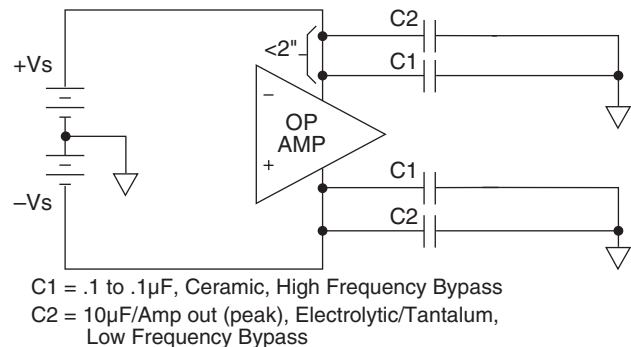 C2
<2"
+Vs
C1
−
OP
AMP
+
C1
−Vs
C2
C1 = .1 to .1µF, Ceramic, High Frequency Bypass
C2 = 10µF/Amp out (peak), Electrolytic/Tantalum,
Low Frequency Bypass